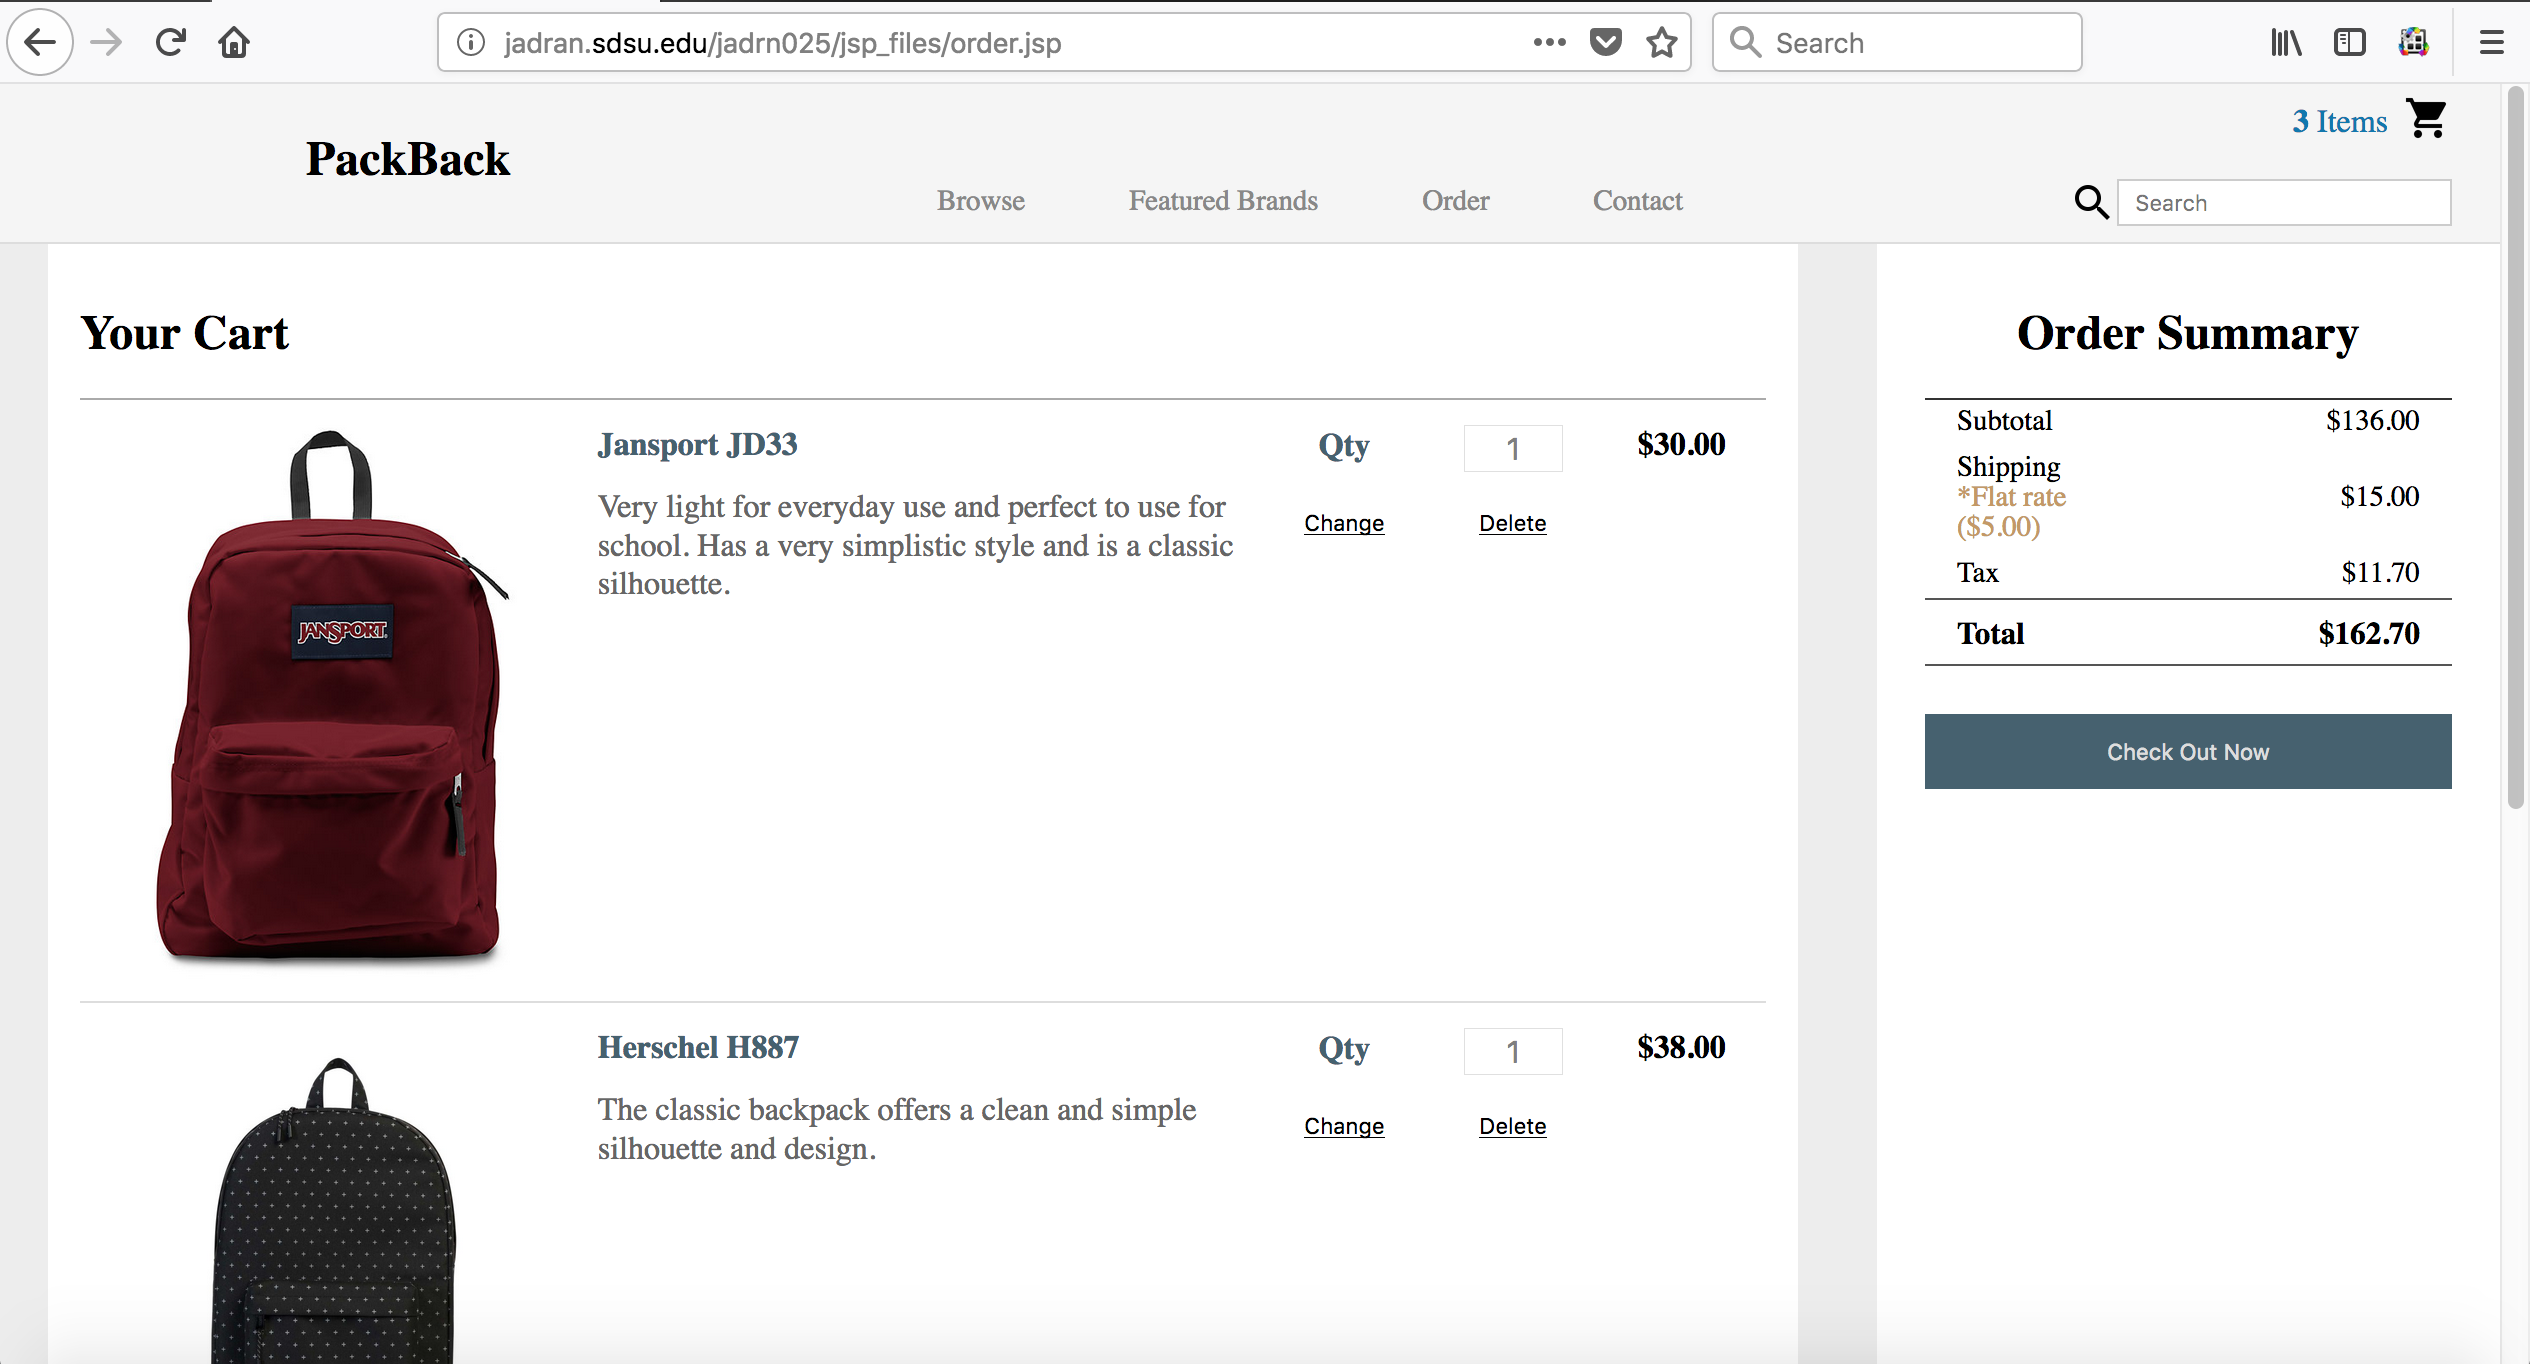 jadran.sdsu.edu/jadrn025/jsp_files/order.jsp
Search
3 Items
PackBack
Browse Featured Brands Order Contact
Search
Your Cart
JANSPORT
Jansport JD33
Very light for everyday use and perfect to use for
school. Has a very simplistic style and is a classic
silhouette.
Qty 1 $30.00
Change Delete
Herschel H887
The classic backpack offers a clean and simple
silhouette and design.
Qty 1 $38.00
Change Delete
Order Summary
Subtotal $136.00
Shipping
*Flat rate $15.00
($5.00)
Tax $11.70
Total $162.70
Check Out Now